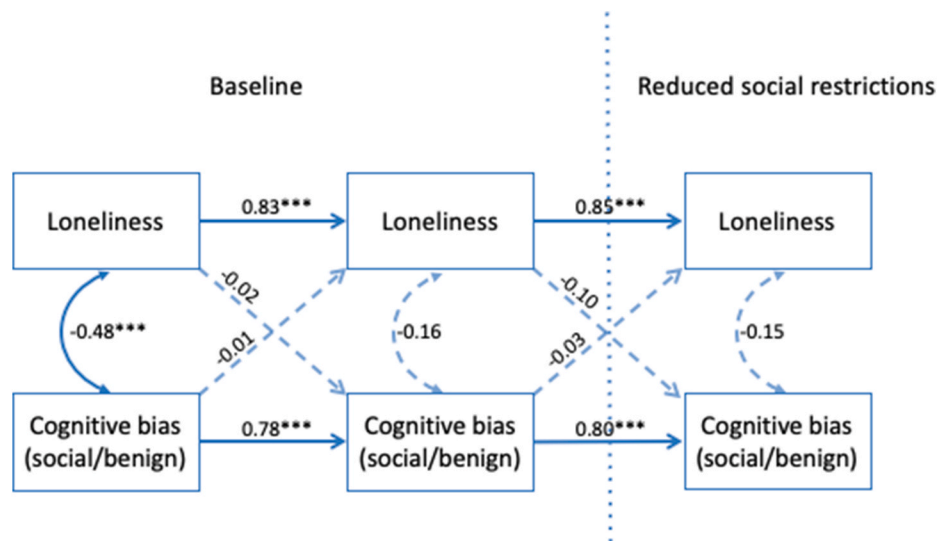 Baseline
Reduced social restrictions
Loneliness
0.83***
Loneliness
0.85***
Loneliness
-0.02
-0.10
-0.48***
-0.16
-0.15
-0.01
-0.03
Cognitive bias
(social/benign)
0.78***
Cognitive bias
(social/benign)
0.80***
Cognitive bias
(social/benign)